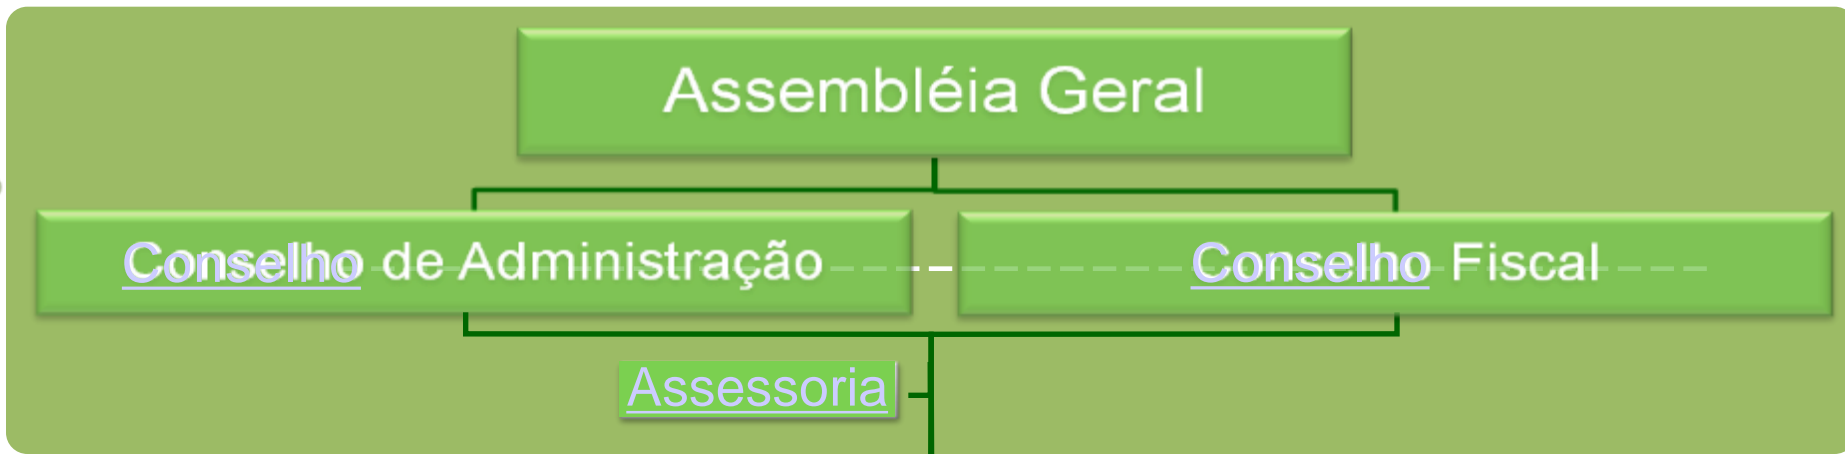 Assembléia Geral
Conselho de Administração
Conselho Fiscal
Assessoria